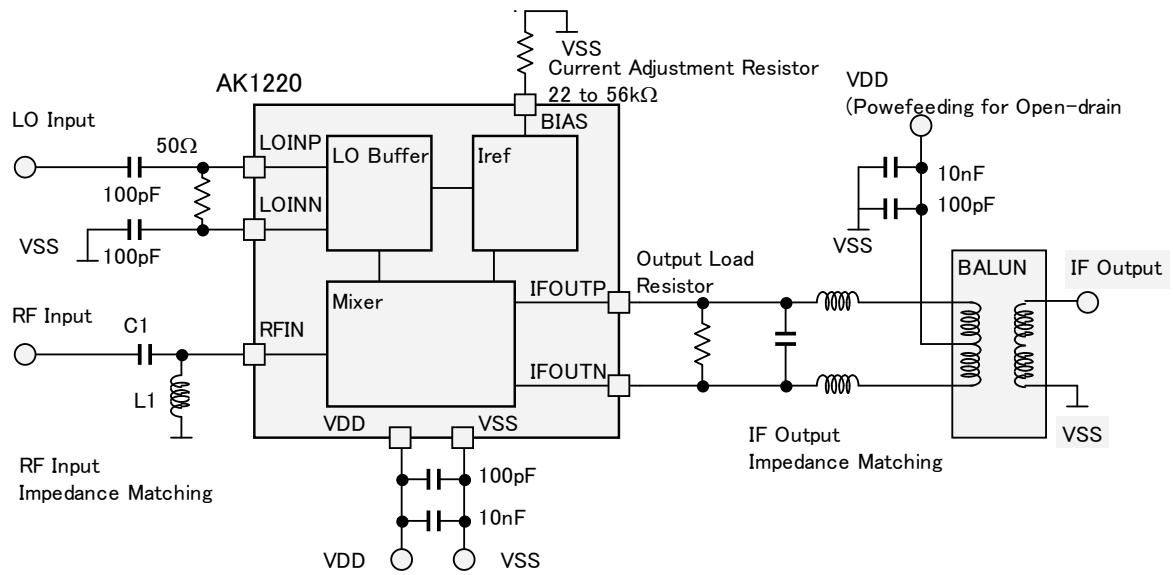 VSS
Current Adjustment Resistor
22 to 56kΩ
AK1220
BIAS
VDD
(Powefeeding for Open-drain
LO Input
50Ω
LOINP
LO Buffer
Iref
100pF
LOINN
VSS
100pF
10nF
100pF
VSS
Output Load
Resistor
BALUN
IF Output
Mixer
IFOUTP
RF Input
C1
RFIN
IFOUTN
L1
VDD
VSS
IF Output
Impedance Matching
VSS
RF Input
Impedance Matching
100pF
10nF
VDD
VSS